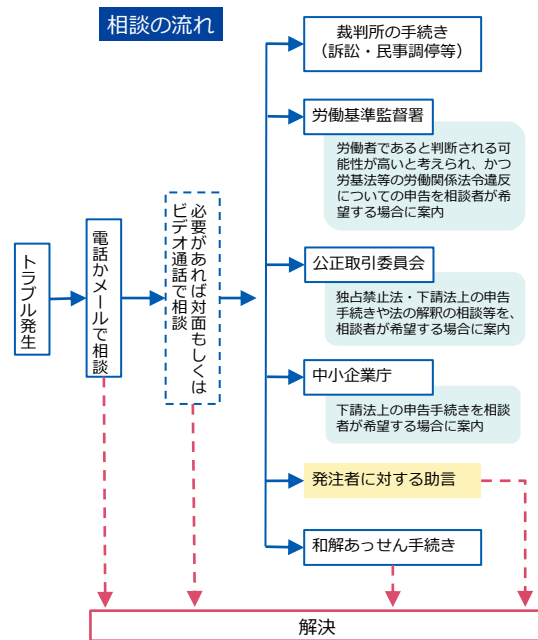 相談の流れ
トラブル発生
電話かメールで相談
必要があれば対面もしくは
ビデオ通話で相談
裁判所の手続き
（訴訟・民事調停等）
労働基準監督署
労働者であると判断される可
能性が高いと考えられ、かつ
労基法等の労働関係法令違反
についての申告を相談者が希
望する場合に案内
公正取引委員会
独占禁止法・下請法上の申告
手続きや法の解釈の相談等を、
相談者が希望する場合に案内
中小企業庁
下請法上の申告手続きを相談
者が希望する場合に案内
発注者に対する助言
和解あっせん手続き
解決